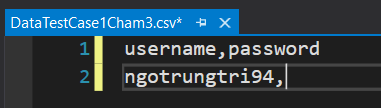 DataTestCase1Cham3.csv*
1 username,password
2 ngotrungtri94,